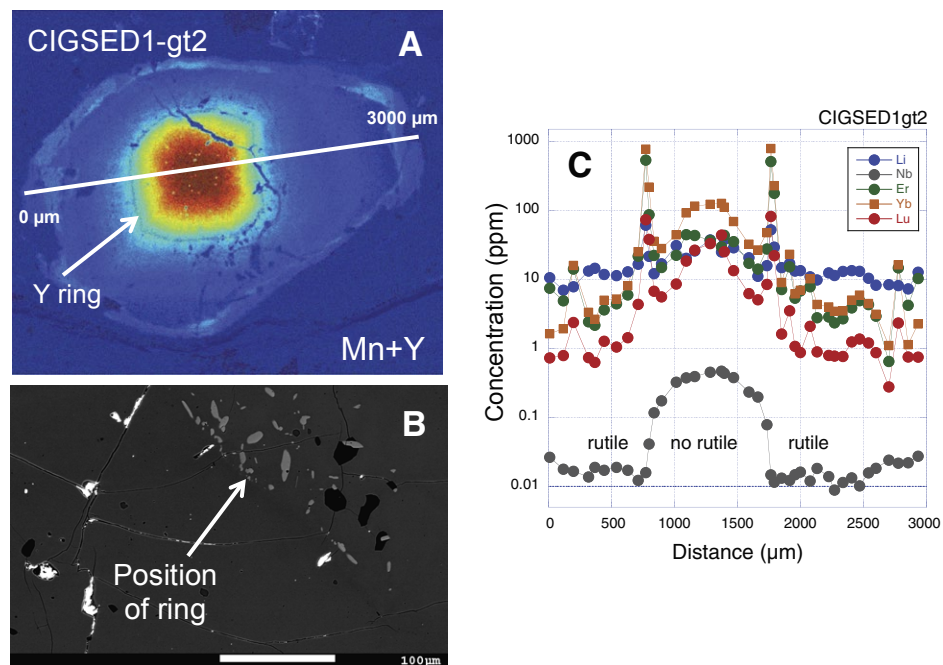 CIGSED1-gt2
A
3000 µm
0 µm
Y ring
Mn+Y
B
Position
of ring
100µm
CIGSED1gt2
C
Li
Nb
Er
Yb
Lu
Concentration (ppm)
1000
100
10
1
0.1
0.01
rutile
no rutile
rutile
0
500
1000
1500
2000
2500
3000
Distance (µm)